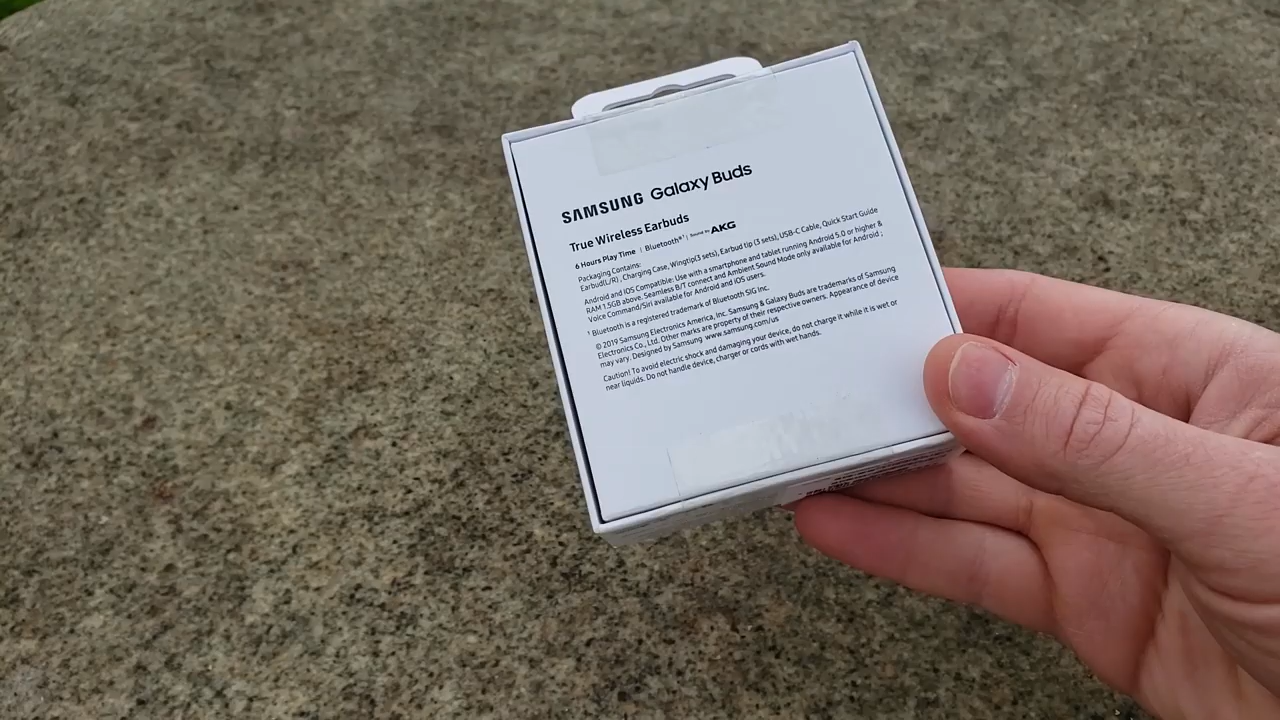 SAMSUNG Galaxy Buds
True Wireless Earbuds
6 Hours Play Time | Bluetooth®¹ | Sound by AKG
Packaging Contains:
Earbud(L/R), Charging Case, Wingtip(3 sets), Earbud tip (3 sets), USB-C Cable, Quick Start Guide
Android and iOS Compatible: Use with a smartphone and tablet running Android 5.0 or higher &
RAM 1.5GB above. Seamless B/T connect and Ambient Sound Mode only available for Android ;
Voice Command/Siri available for Android and iOS users.
¹ Bluetooth is a registered trademark of Bluetooth SIG Inc.
© 2019 Samsung Electronics America, Inc. Samsung & Galaxy Buds are trademarks of Samsung
Electronics Co., Ltd. Other marks are property of their respective owners. Appearance of device
may vary. Designed by Samsung www.samsung.com/us
Caution! To avoid electric shock and damaging your device, do not charge it while it is wet or
near liquids. Do not handle device, charger or cords with wet hands.